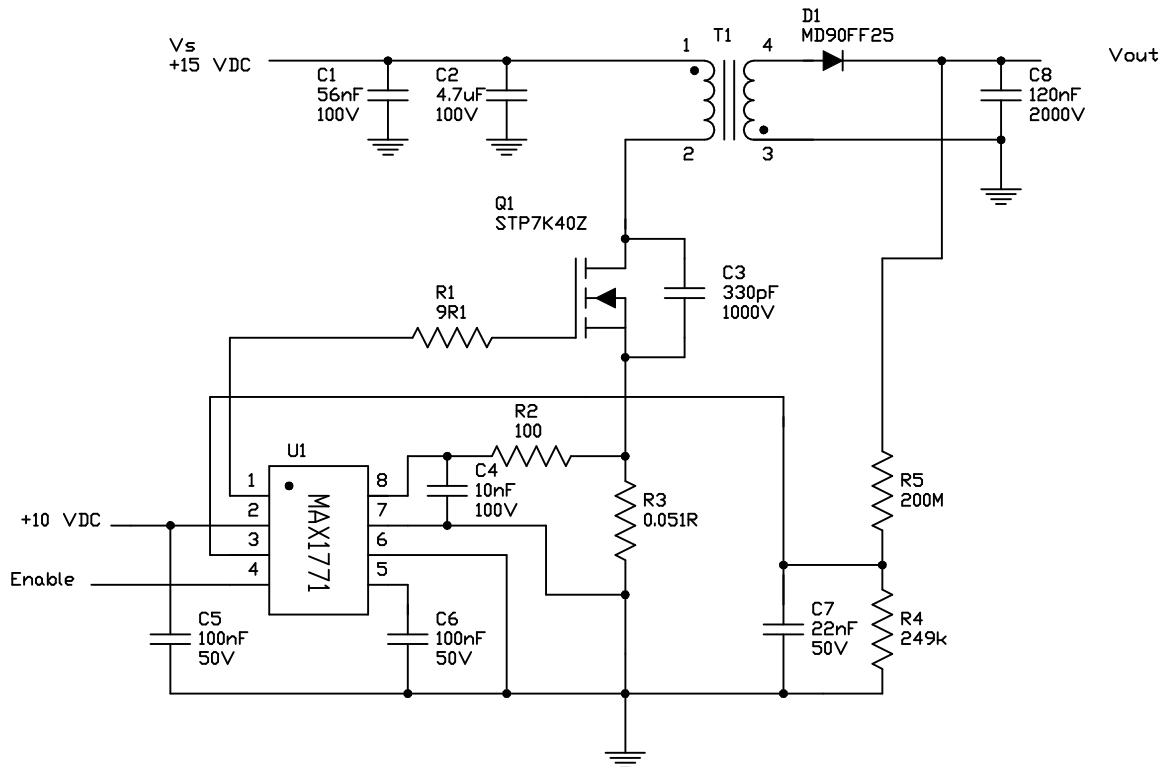 Vs
+15 VDC
C1
56nF
100V
C2
4.7uF
100V
1
T1
4
2
3
D1
MD90FF25
Vout
C8
120nF
2000V
Q1
STP7K40Z
C3
330pF
1000V
R1
9R1
R2
100
U1
1
2
3
4
MAX1771
8
7
6
5
C4
10nF
100V
R3
0.051R
R5
200M
+10 VDC
Enable
C5
100nF
50V
C6
100nF
50V
C7
22nF
50V
R4
249k